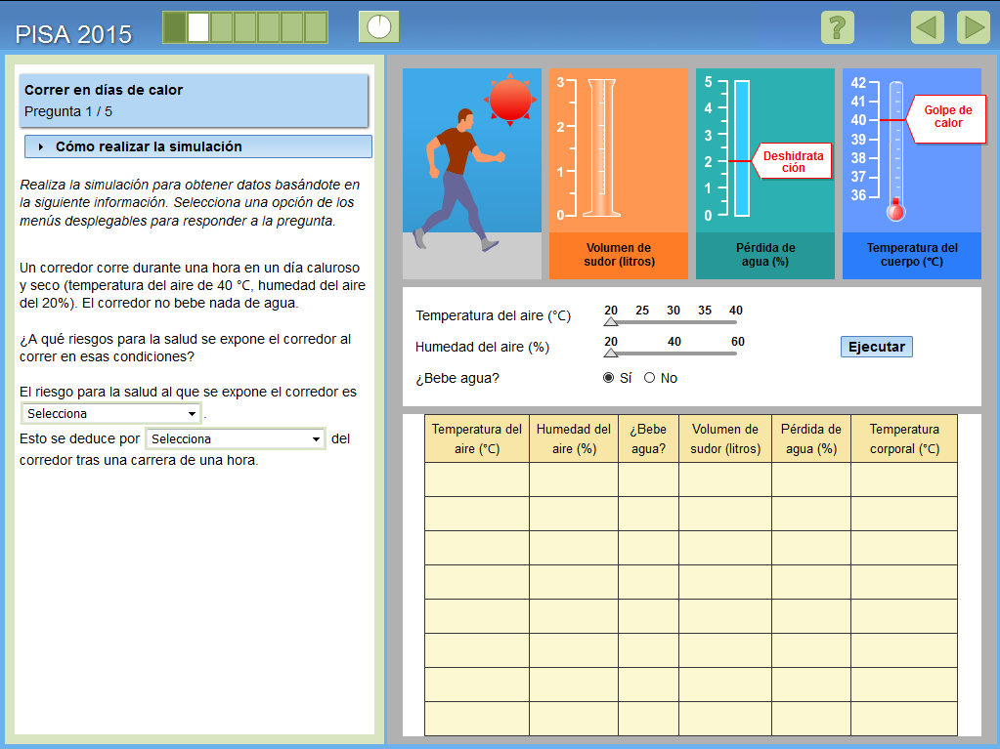 PISA 2015
?
Correr en días de calor
Pregunta 1 / 5
Cómo realizar la simulación
Realiza la simulación para obtener datos basándote en
la siguiente información. Selecciona una opción de los
menús desplegables para responder a la pregunta.
Un corredor corre durante una hora en un día caluroso
y seco (temperatura del aire de 40 °C, humedad del aire
del 20%). El corredor no bebe nada de agua.
¿A qué riesgos para la salud se expone el corredor al
correr en esas condiciones?
El riesgo para la salud al que se expone el corredor es
Selecciona .
Esto se deduce por Selecciona del
corredor tras una carrera de una hora.
3
2
1
0
Volumen de
sudor (litros)
5
4
3
2
1
0
Deshidrata
ción
Pérdida de
agua (%)
42
41
40
39
38
37
36
Golpe de
calor
Temperatura del
cuerpo (°C)
Temperatura del aire (°C) 20 25 30 35 40
Humedad del aire (%) 20 40 60
¿Bebe agua? Sí No
Ejecutar
Temperatura del
aire (°C)
Humedad del
aire (%)
¿Bebe
agua?
Volumen de
sudor (litros)
Pérdida de
agua (%)
Temperatura
corporal (°C)